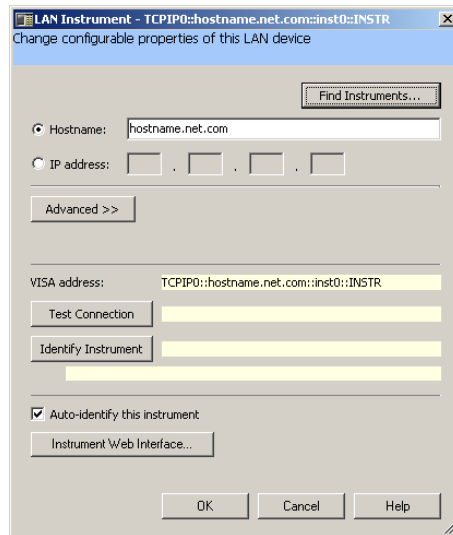 LAN Instrument - TCPIP0::hostname.net.com::inst0::INSTR
Change configurable properties of this LAN device
Find Instruments...
Hostname: hostname.net.com
IP address: . . .
Advanced >>
VISA address: TCPIP0::hostname.net.com::inst0::INSTR
Test Connection
Identify Instrument
Auto-identify this instrument
Instrument Web Interface...
OK Cancel Help